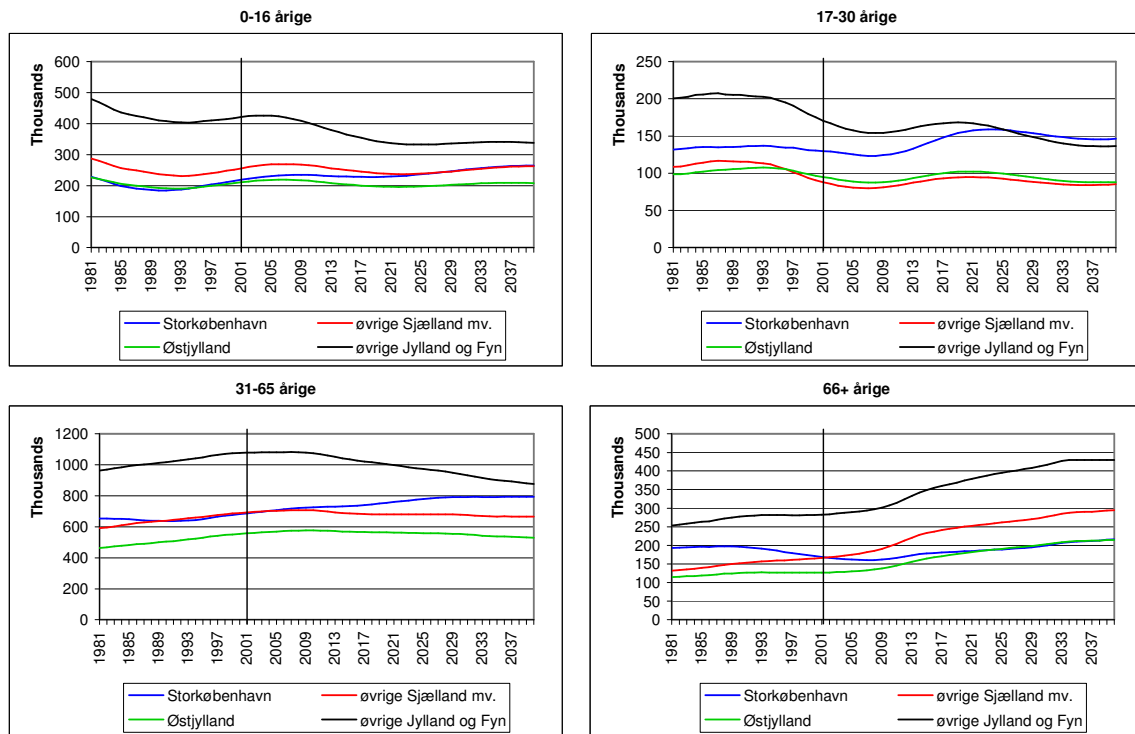 0-16 årige
Thousands
600
500
400
300
200
100
0
1981 1985 1989 1993 1997 2001 2005 2009 2013 2017 2021 2025 2029 2033 2037
Storkøbenhavn øvrige Sjælland mv.
Østjylland øvrige Jylland og Fyn
17-30 årige
Thousands
250
200
150
100
50
0
1981 1985 1989 1993 1997 2001 2005 2009 2013 2017 2021 2025 2029 2033 2037
Storkøbenhavn øvrige Sjælland mv.
Østjylland øvrige Jylland og Fyn
31-65 årige
Thousands
1200
1000
800
600
400
200
0
1981 1985 1989 1993 1997 2001 2005 2009 2013 2017 2021 2025 2029 2033 2037
Storkøbenhavn øvrige Sjælland mv.
Østjylland øvrige Jylland og Fyn
66+ årige
Thousands
500
450
400
350
300
250
200
150
100
50
0
1981 1985 1989 1993 1997 2001 2005 2009 2013 2017 2021 2025 2029 2033 2037
Storkøbenhavn øvrige Sjælland mv.
Østjylland øvrige Jylland og Fyn